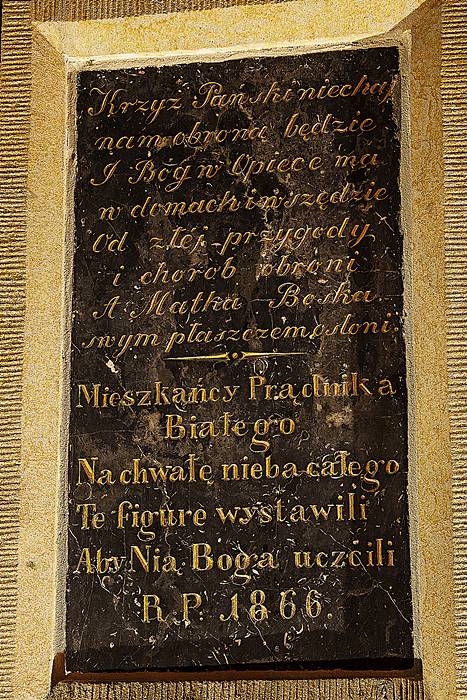 Krzyż Pański niechaj
nam obroną będzie
I Bóg w Opiece ma
w domach i wszędzie
Od złej przygody
i chorób obroni
A Matka Boska
swym płaszczem osłoni.
Mieszkańcy Prądnika
Białego
Na chwałę nieba całego
Tę figurę wystawili
Aby Nią Boga uczcili
R.P. 1866.